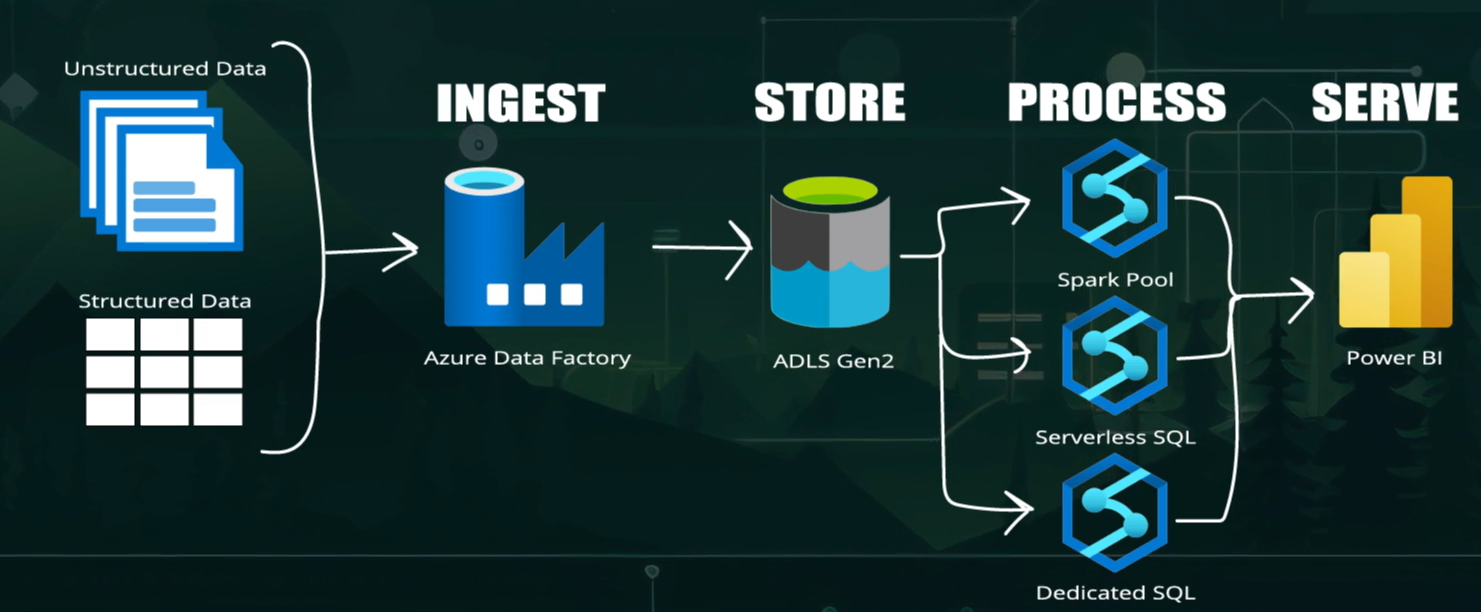 Unstructured Data
Structured Data
INGEST
Azure Data Factory
STORE
ADLS Gen2
PROCESS
Spark Pool
Serverless SQL
Dedicated SQL
SERVE
Power BI